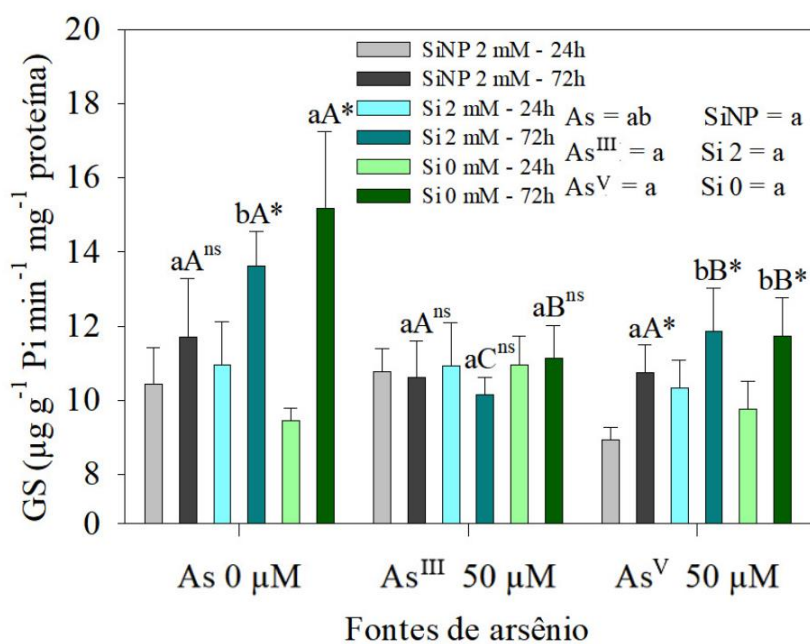 20
18
16
14
12
10
8
0
GS (µg g⁻¹ Pi min⁻¹ mg⁻¹ proteína)
SiNP 2 mM - 24h
SiNP 2 mM - 72h
Si 2 mM - 24h
Si 2 mM - 72h
Si 0 mM - 24h
Si 0 mM - 72h
As = ab SiNP = a
Asᴵᴵᴵ = a Si 2 = a
Asⱽ = a Si 0 = a
aAⁿˢ
bA*
aA*
aAⁿˢ
aCⁿˢ
aBⁿˢ
aA*
bB*
bB*
As 0 µM Asᴵᴵᴵ 50 µM Asⱽ 50 µM
Fontes de arsênio